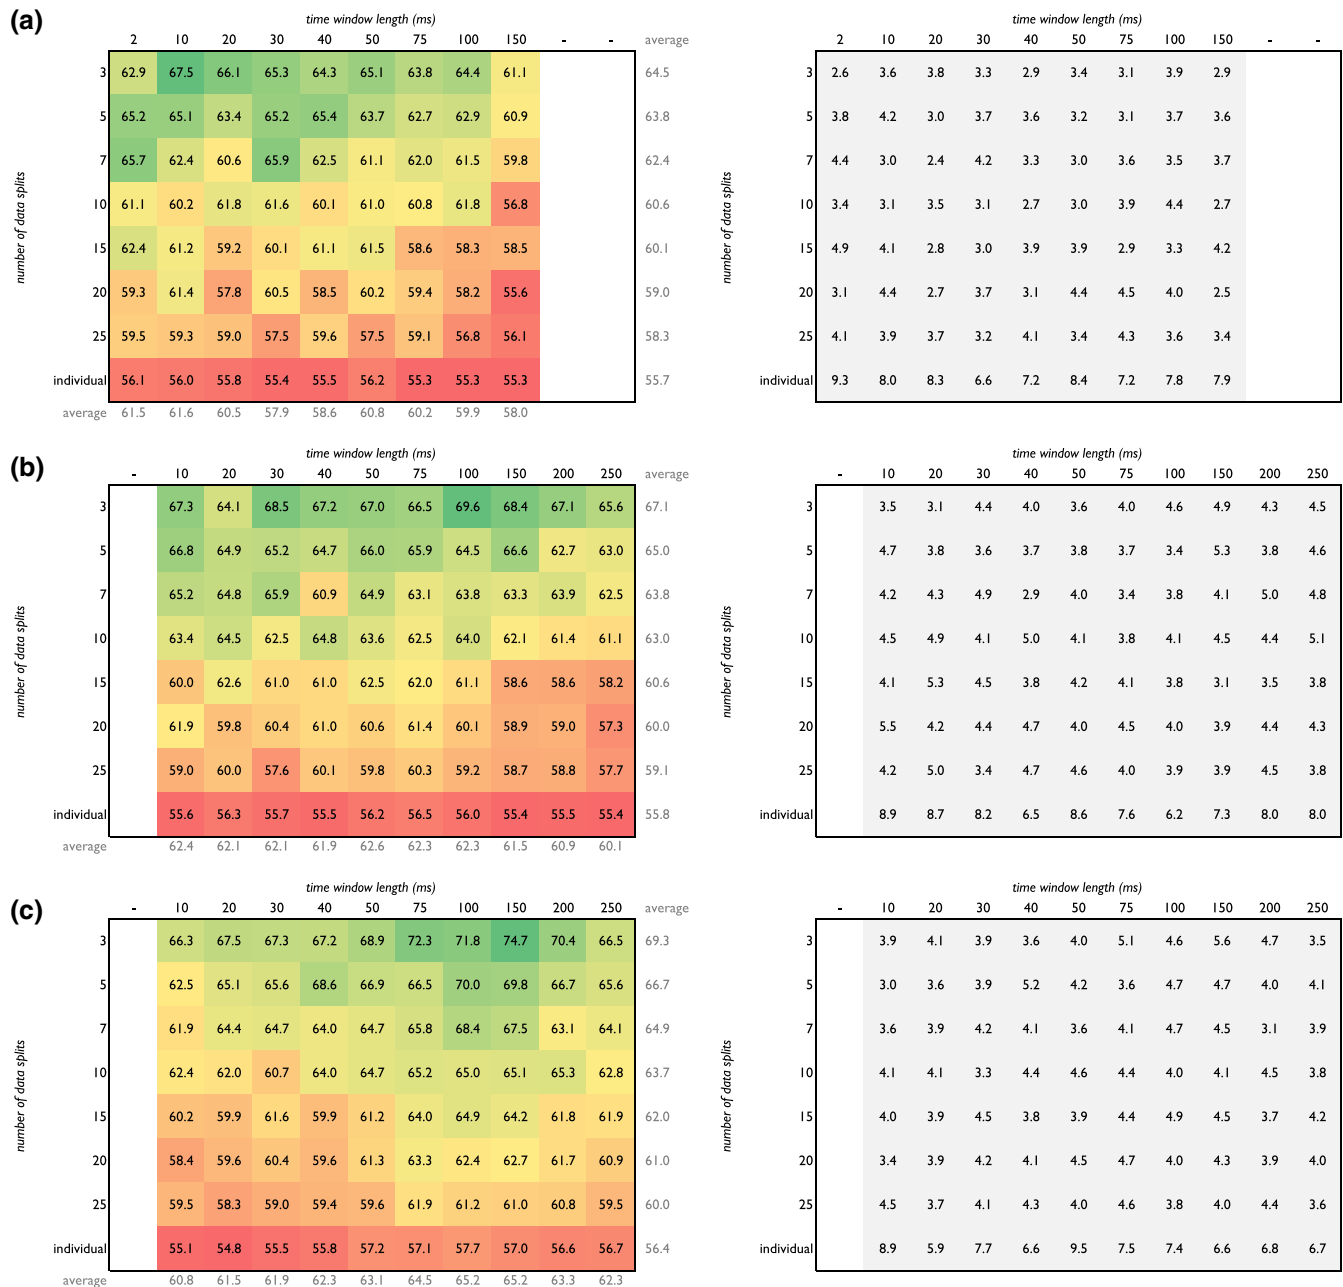 (a)
time window length (ms) time window length (ms)
2 10 20 30 40 50 75 100 150 - - average 2 10 20 30 40 50 75 100 150 - -
3 62.9 67.5 66.1 65.3 64.3 65.1 63.8 64.4 61.1 64.5 3 2.6 3.6 3.8 3.3 2.9 3.4 3.1 3.9 2.9
5 65.2 65.1 63.4 65.2 65.4 63.7 62.7 62.9 60.9 63.8 5 3.8 4.2 3.0 3.7 3.6 3.2 3.1 3.7 3.6
7 65.7 62.4 60.6 65.9 62.5 61.1 62.0 61.5 59.8 62.4 7 4.4 3.0 2.4 4.2 3.3 3.0 3.6 3.5 3.7
number of data splits number of data splits
10 61.1 60.2 61.8 61.6 60.1 61.0 60.8 61.8 56.8 60.6 10 3.4 3.1 3.5 3.1 2.7 3.0 3.9 4.4 2.7
15 62.4 61.2 59.2 60.1 61.1 61.5 58.6 58.3 58.5 60.1 15 4.9 4.1 2.8 3.0 3.9 3.9 2.9 3.3 4.2
20 59.3 61.4 57.8 60.5 58.5 60.2 59.4 58.2 55.6 59.0 20 3.1 4.4 2.7 3.7 3.1 4.4 4.5 4.0 2.5
25 59.5 59.3 59.0 57.5 59.6 57.5 59.1 56.8 56.1 58.3 25 4.1 3.9 3.7 3.2 4.1 3.4 4.3 3.6 3.4
individual 56.1 56.0 55.8 55.4 55.5 56.2 55.3 55.3 55.3 55.7 individual 9.3 8.0 8.3 6.6 7.2 8.4 7.2 7.8 7.9
average 61.5 61.6 60.5 57.9 58.6 60.8 60.2 59.9 58.0
(b)
time window length (ms) time window length (ms)
- 10 20 30 40 50 75 100 150 200 250 average - 10 20 30 40 50 75 100 150 200 250
3 67.3 64.1 68.5 67.2 67.0 66.5 69.6 68.4 67.1 65.6 67.1 3 3.5 3.1 4.4 4.0 3.6 4.0 4.6 4.9 4.3 4.5
5 66.8 64.9 65.2 64.7 66.0 65.9 64.5 66.6 62.7 63.0 65.0 5 4.7 3.8 3.6 3.7 3.8 3.7 3.4 5.3 3.8 4.6
7 65.2 64.8 65.9 60.9 64.9 63.1 63.8 63.3 63.9 62.5 63.8 7 4.2 4.3 4.9 2.9 4.0 3.4 3.8 4.1 5.0 4.8
number of data splits number of data splits
10 63.4 64.5 62.5 64.8 63.6 62.5 64.0 62.1 61.4 61.1 63.0 10 4.5 4.9 4.1 5.0 4.1 3.8 4.1 4.5 4.4 5.1
15 60.0 62.6 61.0 61.0 62.5 62.0 61.1 58.6 58.6 58.2 60.6 15 4.1 5.3 4.5 3.8 4.2 4.1 3.8 3.1 3.5 3.8
20 61.9 59.8 60.4 61.0 60.6 61.4 60.1 58.9 59.0 57.3 60.0 20 5.5 4.2 4.4 4.7 4.0 4.5 4.0 3.9 4.4 4.3
25 59.0 60.0 57.6 60.1 59.8 60.3 59.2 58.7 58.8 57.7 59.1 25 4.2 5.0 3.4 4.7 4.6 4.0 3.9 3.9 4.5 3.8
individual 55.6 56.3 55.7 55.5 56.2 56.5 56.0 55.4 55.5 55.4 55.8 individual 8.9 8.7 8.2 6.5 8.6 7.6 6.2 7.3 8.0 8.0
average 62.4 62.1 62.1 61.9 62.6 62.3 62.3 61.5 60.9 60.1
(c)
time window length (ms) time window length (ms)
- 10 20 30 40 50 75 100 150 200 250 average - 10 20 30 40 50 75 100 150 200 250
3 66.3 67.5 67.3 67.2 68.9 72.3 71.8 74.7 70.4 66.5 69.3 3 3.9 4.1 3.9 3.6 4.0 5.1 4.6 5.6 4.7 3.5
5 62.5 65.1 65.6 68.6 66.9 66.5 70.0 69.8 66.7 65.6 66.7 5 3.0 3.6 3.9 5.2 4.2 3.6 4.7 4.7 4.0 4.1
7 61.9 64.4 64.7 64.0 64.7 65.8 68.4 67.5 63.1 64.1 64.9 7 3.6 3.9 4.2 4.1 3.6 4.1 4.7 4.5 3.1 3.9
number of data splits number of data splits
10 62.4 62.0 60.7 64.0 64.7 65.2 65.0 65.1 65.3 62.8 63.7 10 4.1 4.1 3.3 4.4 4.6 4.4 4.0 4.1 4.5 3.8
15 60.2 59.9 61.6 59.9 61.2 64.0 64.9 64.2 61.8 61.9 62.0 15 4.0 3.9 4.5 3.8 3.9 4.4 4.9 4.5 3.7 4.2
20 58.4 59.6 60.4 59.6 61.3 63.3 62.4 62.7 61.7 60.9 61.0 20 3.4 3.9 4.2 4.1 4.5 4.7 4.0 4.3 3.9 4.0
25 59.5 58.3 59.0 59.4 59.6 61.9 61.2 61.0 60.8 59.5 60.0 25 4.5 3.7 4.1 4.3 4.0 4.6 3.8 4.0 4.4 3.6
individual 55.1 54.8 55.5 55.8 57.2 57.1 57.7 57.0 56.6 56.7 56.4 individual 8.9 5.9 7.7 6.6 9.5 7.5 7.4 6.6 6.8 6.7
average 60.8 61.5 61.9 62.3 63.1 64.5 65.2 65.2 63.3 62.3